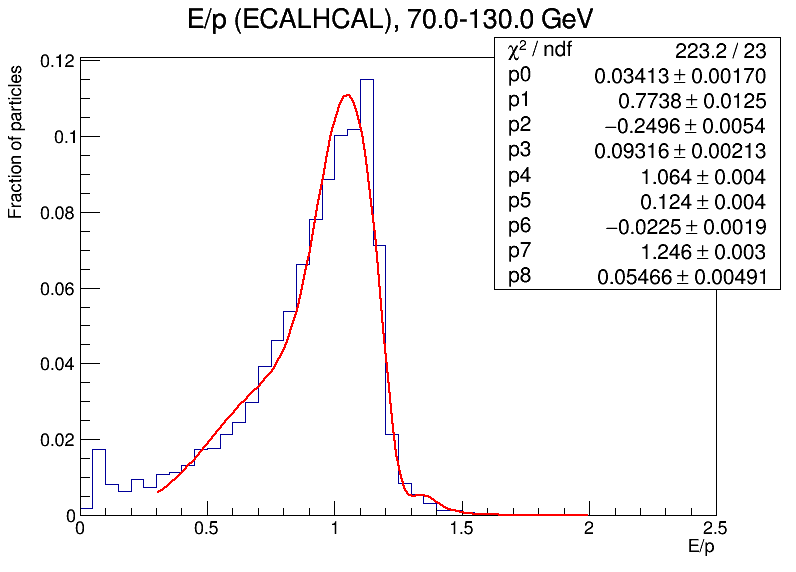 E/p (ECALHCAL), 70.0-130.0 GeV
χ² / ndf 223.2 / 23
p0 0.03413 ± 0.00170
p1 0.7738 ± 0.0125
p2 −0.2496 ± 0.0054
p3 0.09316 ± 0.00213
p4 1.064 ± 0.004
p5 0.124 ± 0.004
p6 −0.0225 ± 0.0019
p7 1.246 ± 0.003
p8 0.05466 ± 0.00491
Fraction of particles
0.12
0.1
0.08
0.06
0.04
0.02
0
0 0.5 1 1.5 2 2.5
E/p